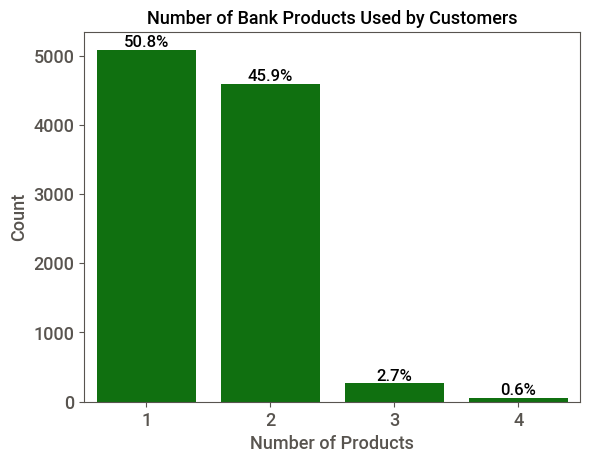 Number of Bank Products Used by Customers
50.8%
45.9%
2.7%
0.6%
5000
4000
3000
2000
1000
0
Count
1 2 3 4
Number of Products